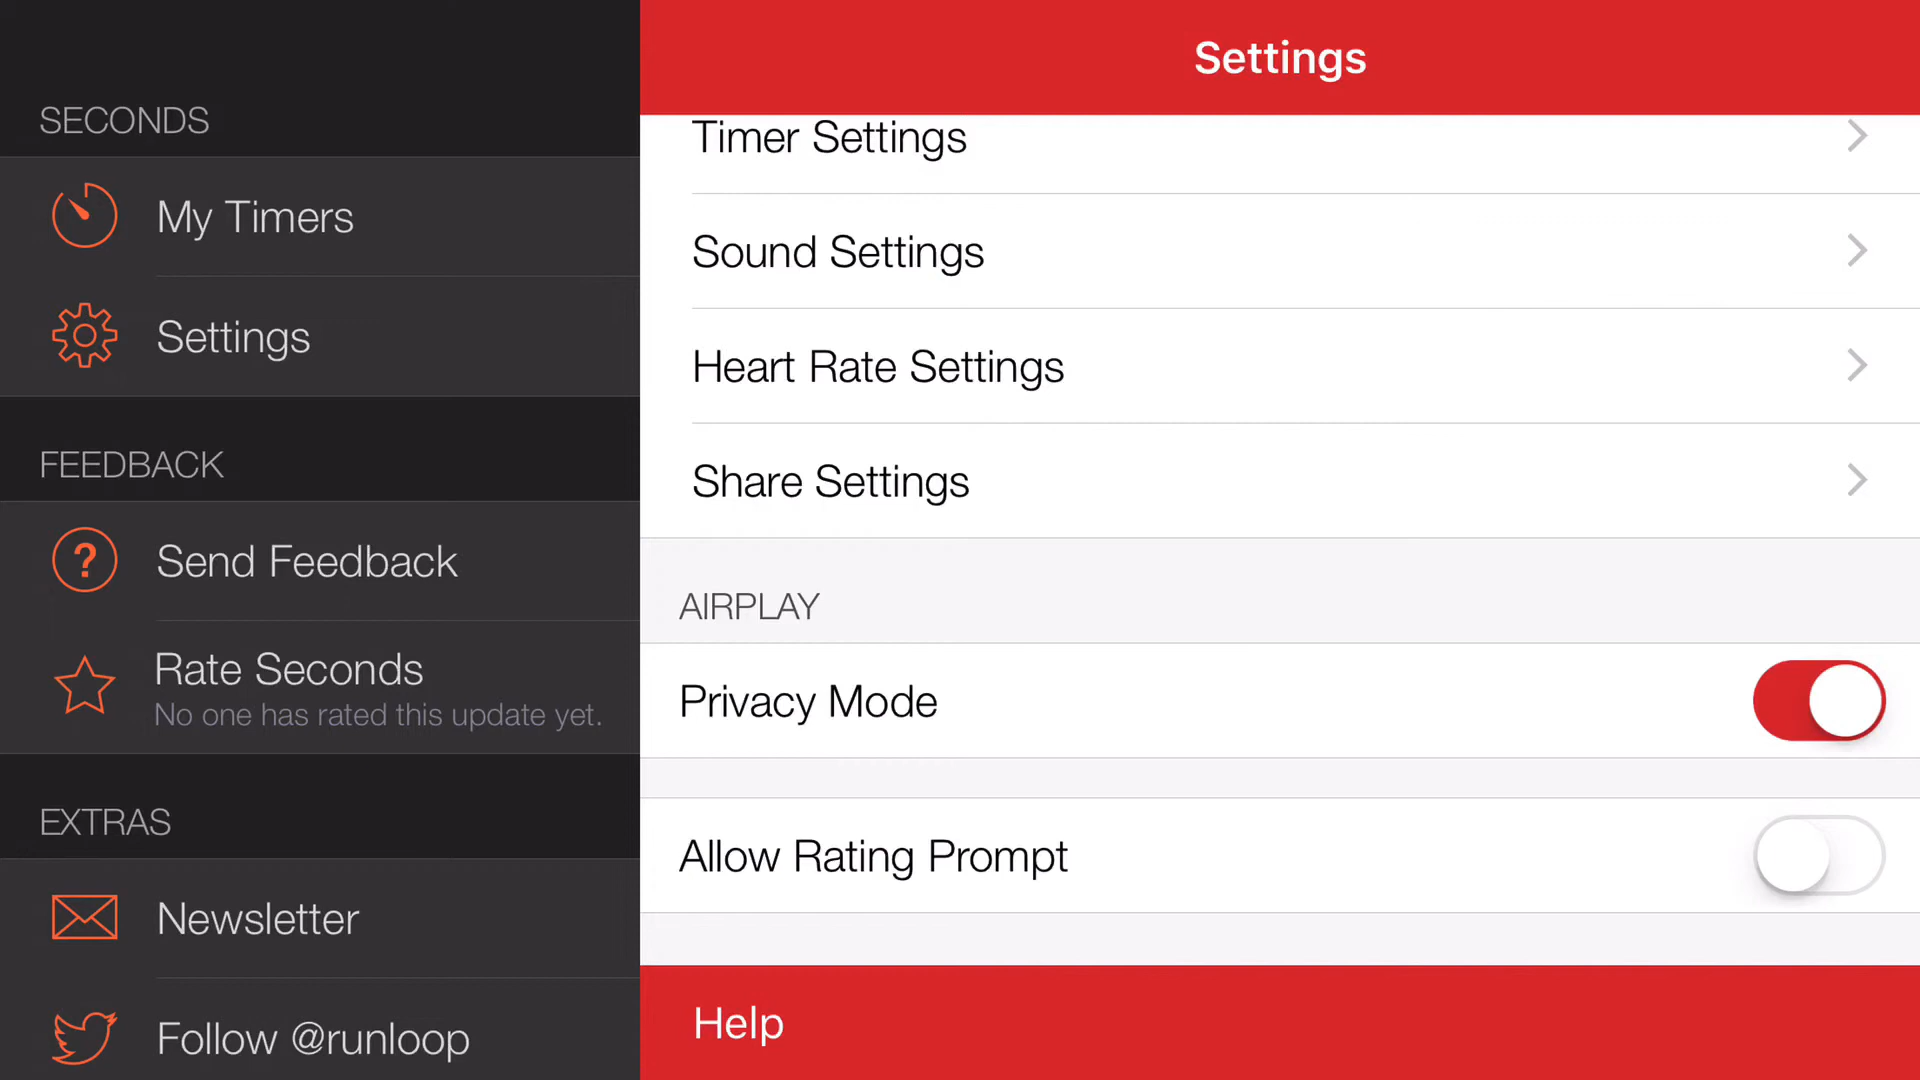 SECONDS
My Timers
Settings
FEEDBACK
Send Feedback
Rate Seconds
No one has rated this update yet.
EXTRAS
Newsletter
Follow @runloop
Settings
Timer Settings
Sound Settings
Heart Rate Settings
Share Settings
AIRPLAY
Privacy Mode
Allow Rating Prompt
Help